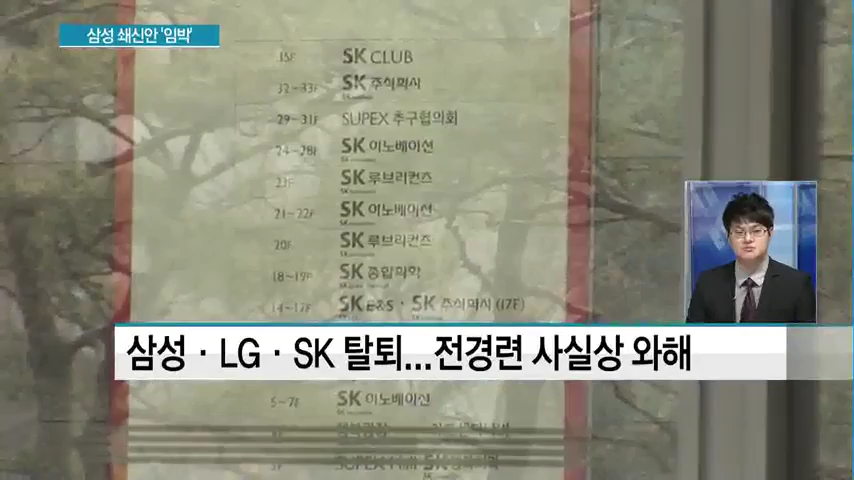 삼성 쇄신안 '임박'
35F SK CLUB
32~33F SK 주식회사
29~31F SUPEX 추구협의회
24~28F SK 이노베이션
23F SK 루브리컨츠
21~22F SK 이노베이션
20F SK 루브리컨츠
18~19F SK 종합화학
14~17F SK E&S · SK 주식회사 (17F)
삼성 · LG · SK 탈퇴...전경련 사실상 와해
5~7F SK 이노베이션